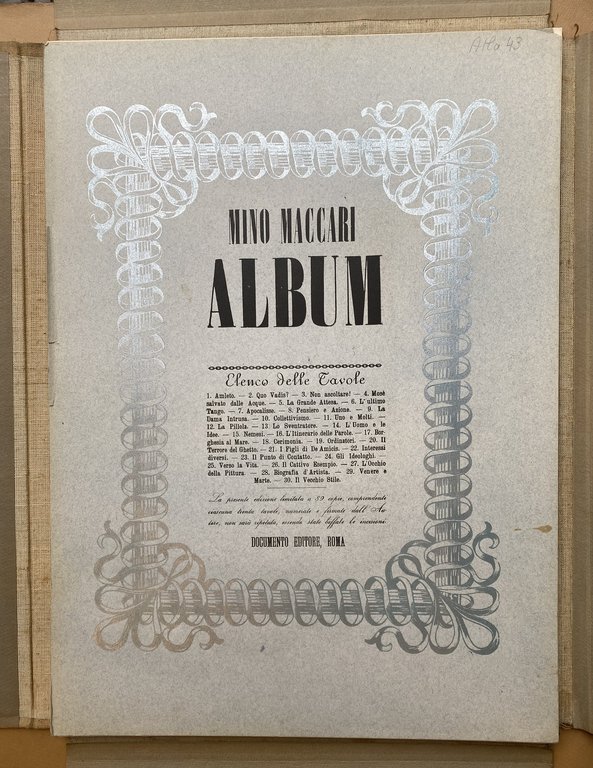 Alla 43
MINO MACCARI
ALBUM
Elenco delle Tavole
1. Amleto. — 2. Quo Vadis? — 3. Non ascoltare! — 4. Mosè
salvato dalle Acque. — 5. La Grande Attesa. — 6. L'ultimo
Tango. — 7. Apocalisse. — 8. Pensiero e Azione. — 9. La
Dama Intrusa. — 10. Collettivismo. — 11. Uno e Molti. —
12. La Pillola. — 13. Lo Sventratore. — 14. L'Uomo e le
Idee. — 15. Nemesi. — 16. L'Itinerario delle Parole. — 17. Bor-
ghesia al Mare. — 18. Cerimonia. — 19. Ordinatori. — 20. Il
Terrore del Ghetto. — 21. I Figli di De Amicis. — 22. Interessi
diversi. — 23. Il Punto di Contatto. — 24. Gli Ideologhi. —
25. Verso la Vita. — 26. Il Cattivo Esempio. — 27. L'Occhio
della Pittura. — 28. Biografia d'Artista. — 29. Venere e
Marte. — 30. Il Vecchio Stile.
La presente edizione limitata a 89 copie, comprendenti
ciascuna trenta tavole, numerate e firmate dall'Au-
tore, non sarà ripetuta, essendo state biffate le incisioni.
DOCUMENTO EDITORE, ROMA